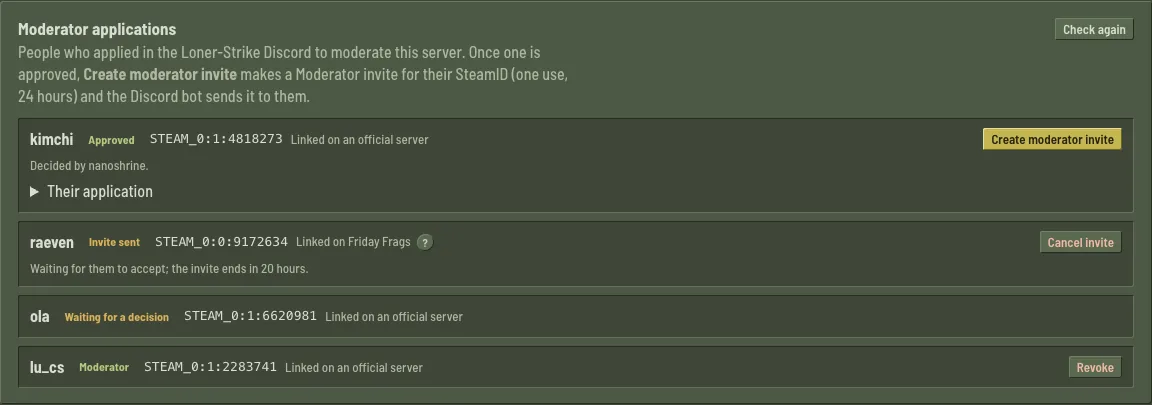 Moderator applications
Check again
People who applied in the Loner-Strike Discord to moderate this server. Once one is
approved, Create moderator invite makes a Moderator invite for their SteamID (one use,
24 hours) and the Discord bot sends it to them.
kimchi Approved STEAM_0:1:4818273 Linked on an official server Create moderator invite
Decided by nanoshrine.
▶ Their application
raeven Invite sent STEAM_0:0:9172634 Linked on Friday Frags ? Cancel invite
Waiting for them to accept; the invite ends in 20 hours.
ola Waiting for a decision STEAM_0:1:6620981 Linked on an official server
lu_cs Moderator STEAM_0:1:2283741 Linked on an official server Revoke